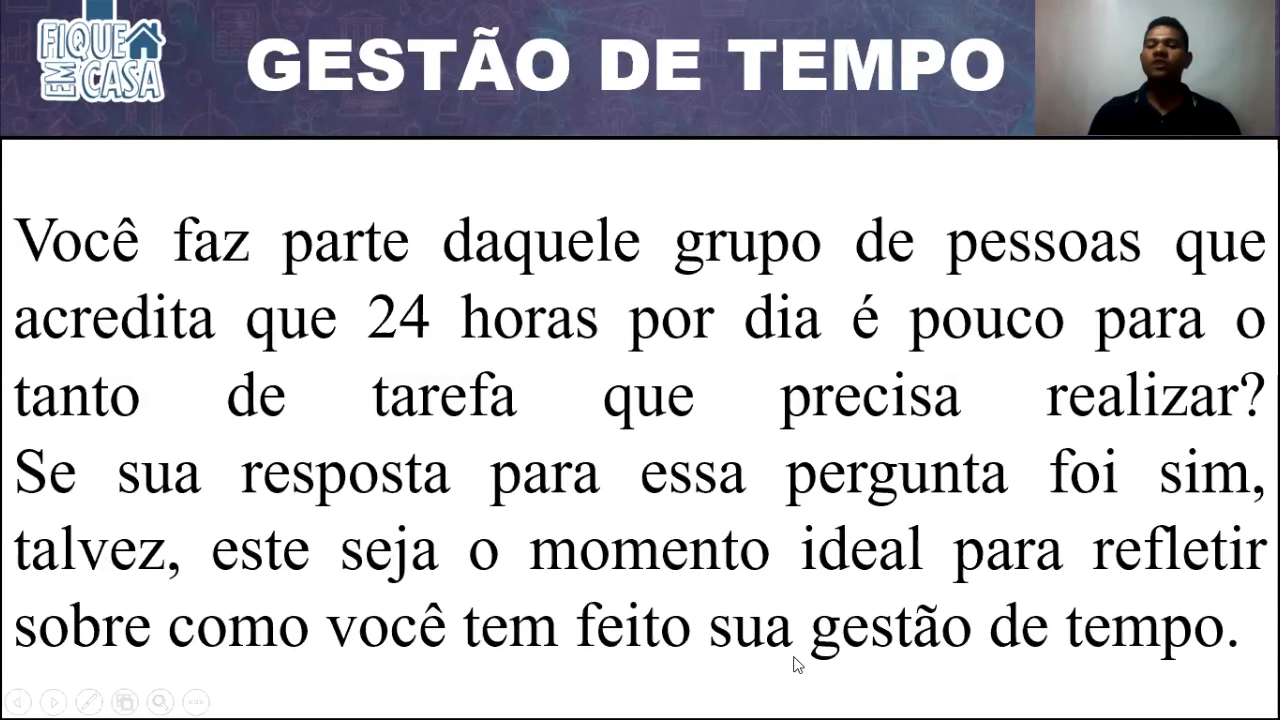 FIQUE
EM CASA
GESTÃO DE TEMPO
Você faz parte daquele grupo de pessoas que
acredita que 24 horas por dia é pouco para o
tanto de tarefa que precisa realizar?
Se sua resposta para essa pergunta foi sim,
talvez, este seja o momento ideal para refletir
sobre como você tem feito sua gestão de tempo.